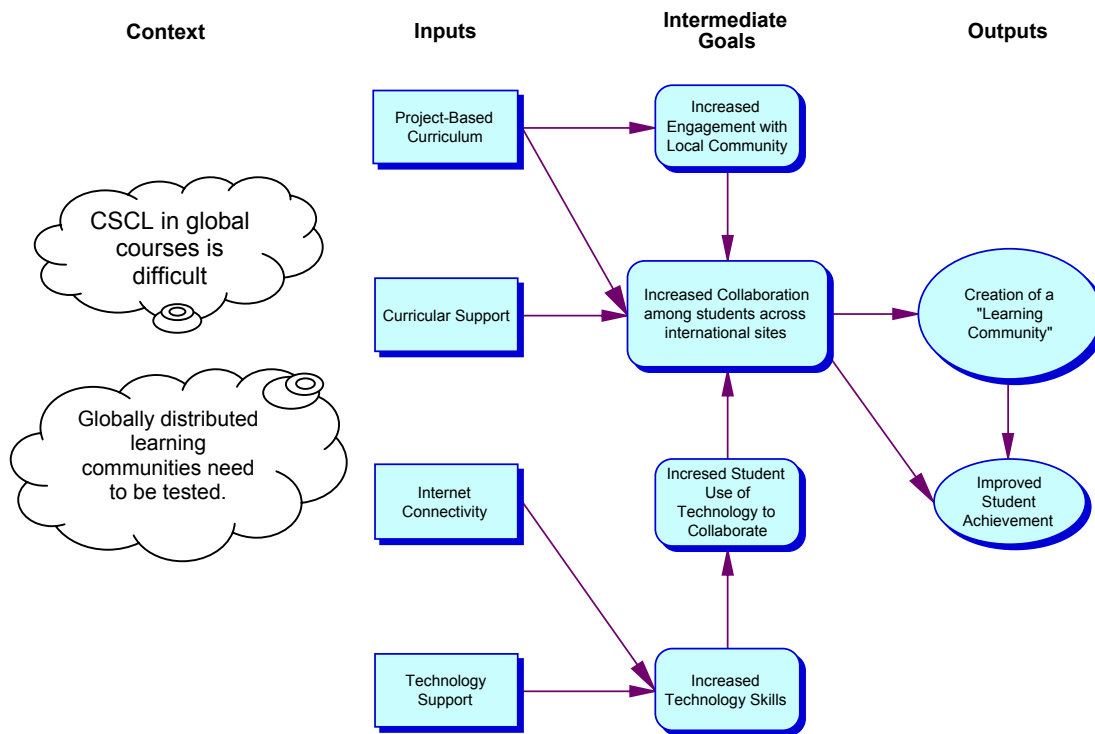 Context
Inputs
Intermediate
Goals
Outputs
CSCL in global
courses is
difficult
Globally distributed
learning
communities need
to be tested.
Project-Based
Curriculum
Curricular Support
Internet
Connectivity
Technology
Support
Increased
Engagement with
Local Community
Increased Collaboration
among students across
international sites
Incresed Student
Use of
Technology to
Collaborate
Increased
Technology Skills
Creation of a
"Learning
Community"
Improved
Student
Achievement